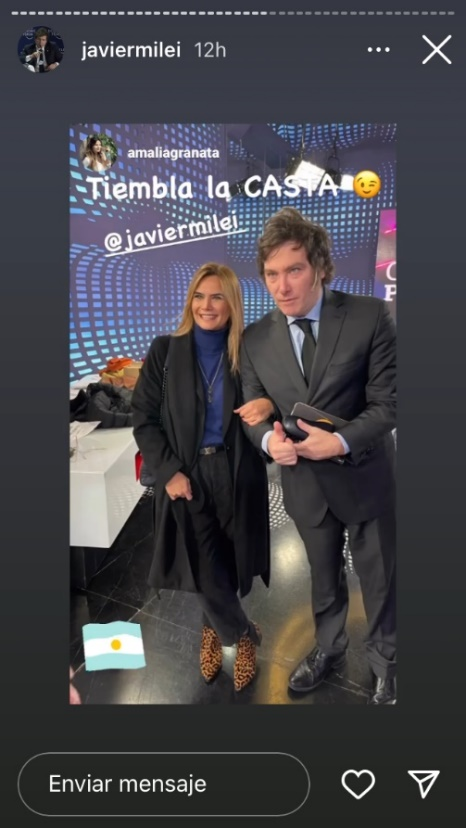 javiermilei 12h
amaliagranata
Tiembla la CASTA 😉
@javiermilei
Enviar mensaje